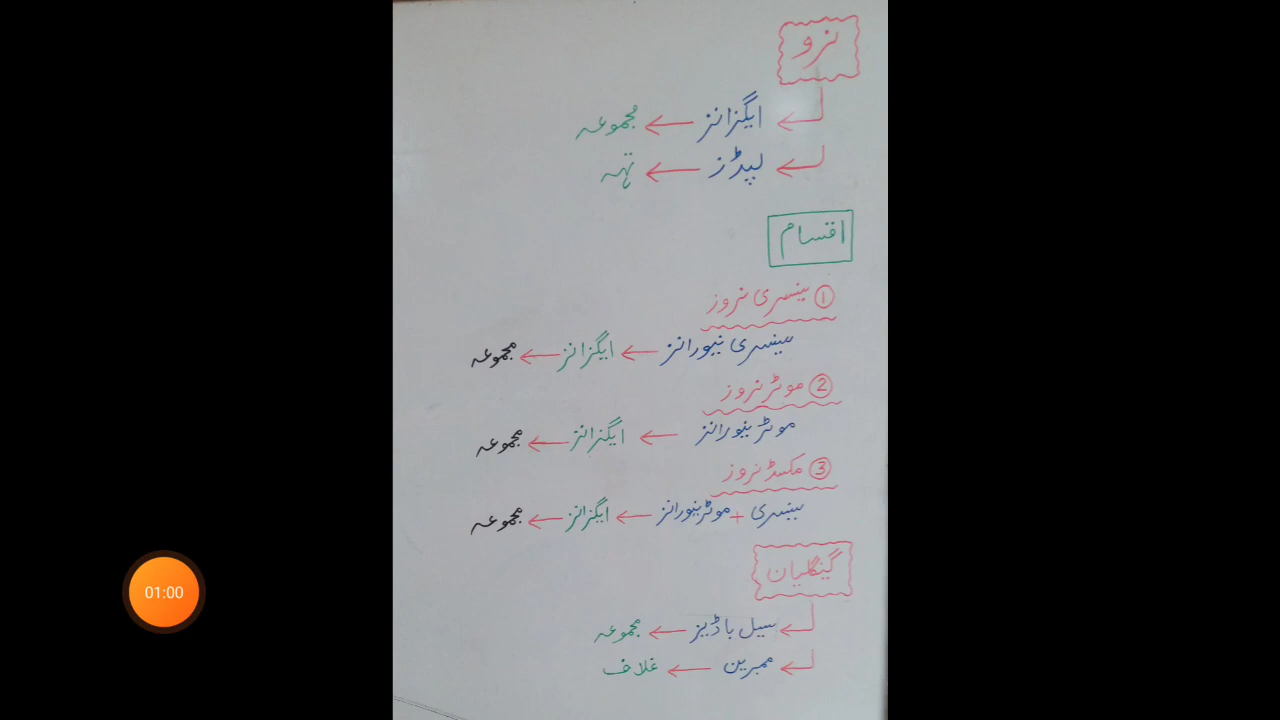 نرو
ایگزانز ← مجموعہ
لپڈز ← تہہ
اقسام
① سینسری نروز
سینسری نیورانز ← ایگزانز ← مجموعہ
② موٹر نروز
موٹر نیورانز ← ایگزانز ← مجموعہ
③ مکسڈ نروز
سینسری + موٹر نیورانز ← ایگزانز ← مجموعہ
گینگلیان
سیل باڈیز ← مجموعہ
ممبرین ← غلاف
01:00